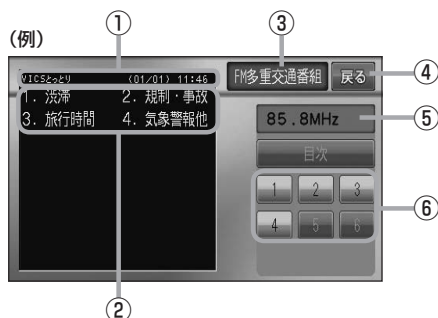 ① ③
(例)
VICSとっとり (01/01) 11:46 FM多重交通番組 戻る ④
1. 渋滞 2. 規制・事故
3. 旅行時間 4. 気象警報他
85.8MHz ⑤
目次
1 2 3
⑥
4 5 6
②